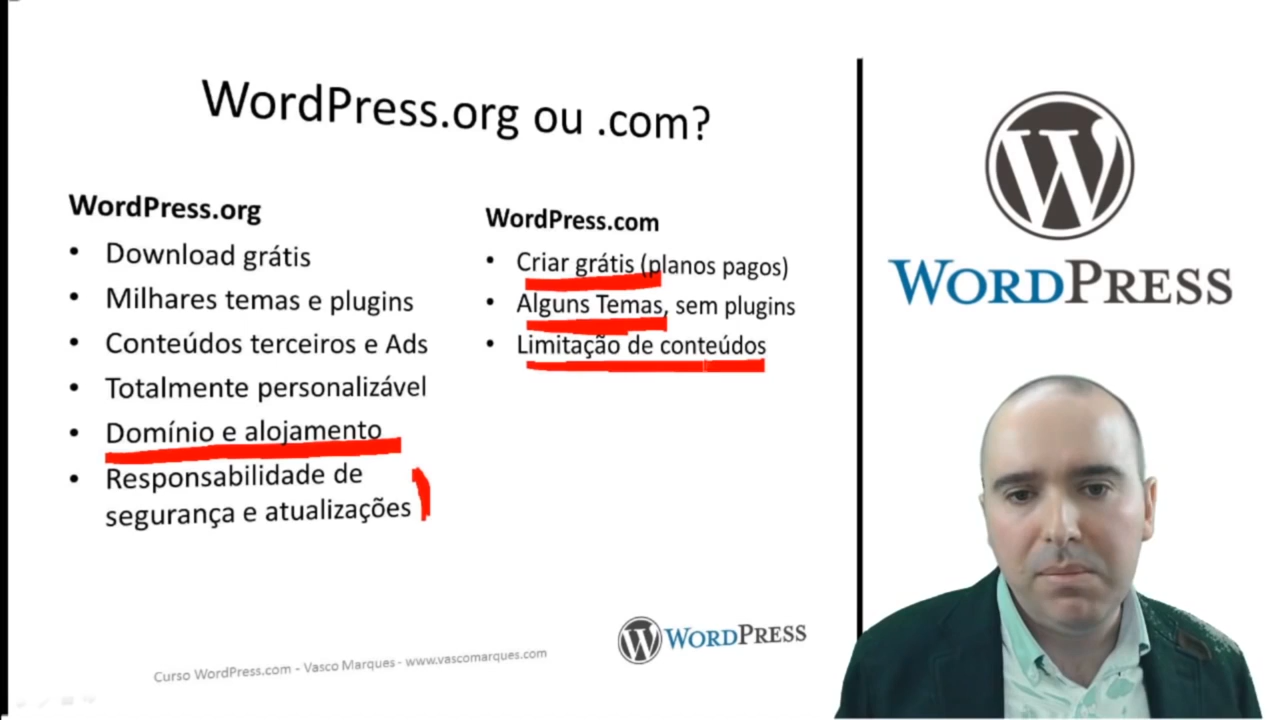 WordPress.org ou .com?
WordPress.org
• Download grátis
• Milhares temas e plugins
• Conteúdos terceiros e Ads
• Totalmente personalizável
• Domínio e alojamento
• Responsabilidade de
segurança e atualizações
WordPress.com
• Criar grátis (planos pagos)
• Alguns Temas, sem plugins
• Limitação de conteúdos
W
WORDPRESS
W WORDPRESS
Curso WordPress.com - Vasco Marques - www.vascomarques.com